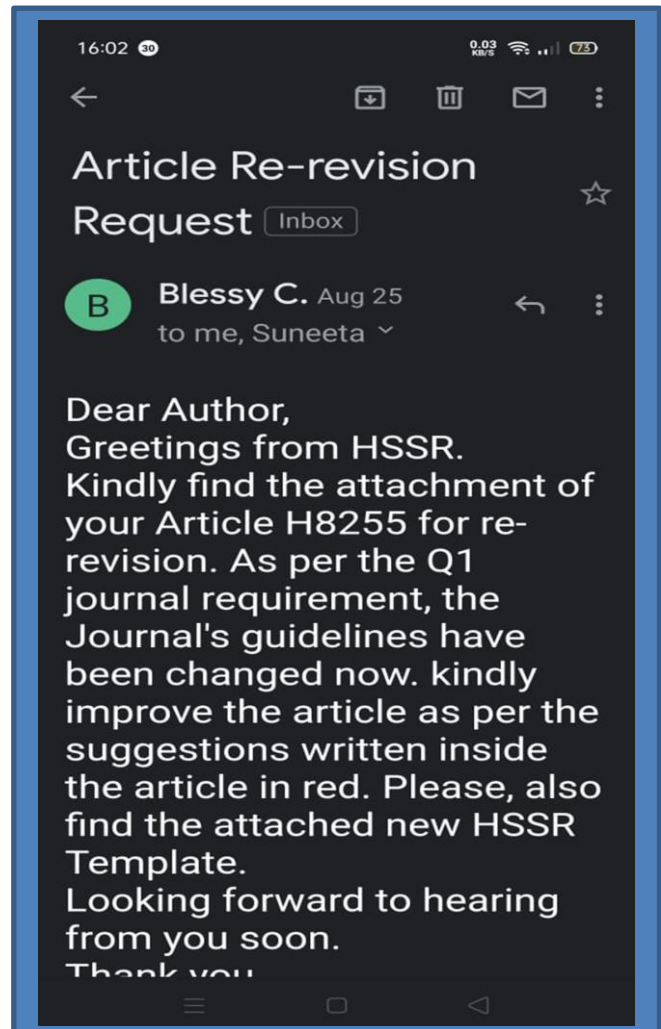 16:02 30 0.03 KB/S 73
Article Re-revision
Request Inbox
B Blessy C. Aug 25
to me, Suneeta
Dear Author,
Greetings from HSSR.
Kindly find the attachment of
your Article H8255 for re-
revision. As per the Q1
journal requirement, the
Journal's guidelines have
been changed now. kindly
improve the article as per the
suggestions written inside
the article in red. Please, also
find the attached new HSSR
Template.
Looking forward to hearing
from you soon.
Thank you